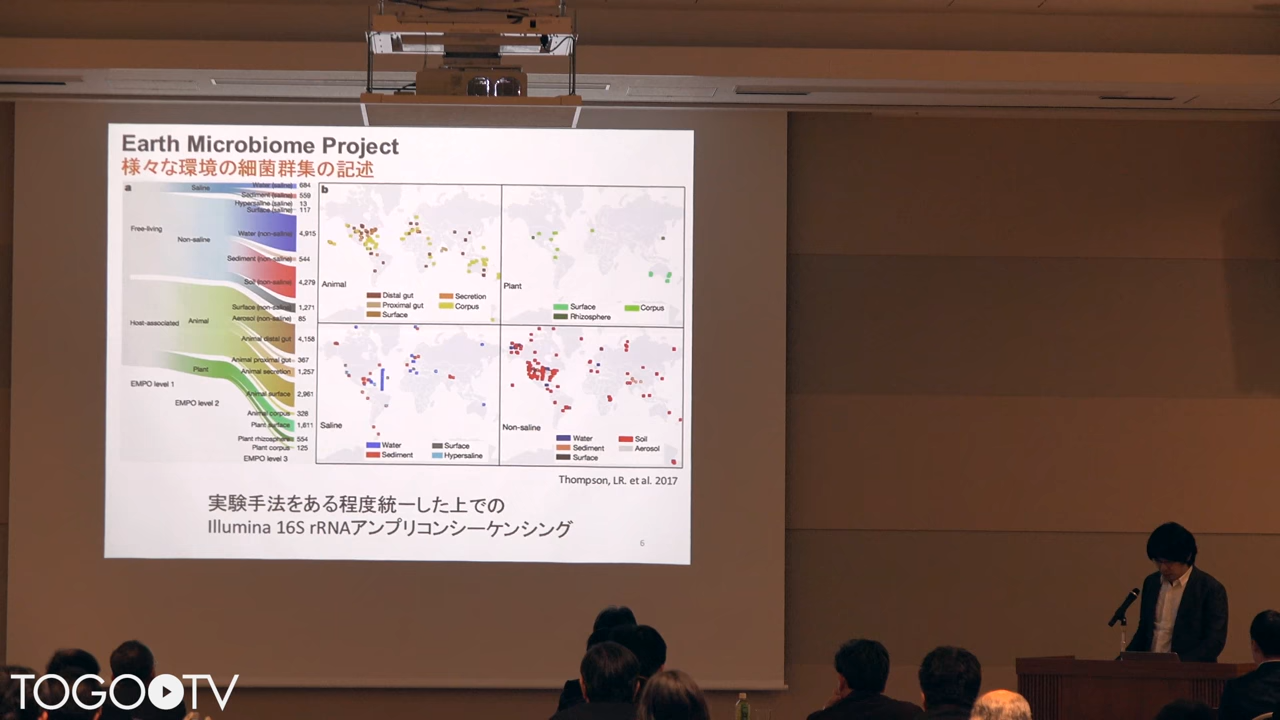 Earth Microbiome Project
様々な環境の細菌群集の記述
a
Saline
Water (saline) 684
Sediment (saline) 559
Hypersaline (saline) 13
Surface (saline) 117
Free-living
Non-saline
Water (non-saline) 4,915
Sediment (non-saline) 544
Soil (non-saline) 4,279
Surface (non-saline) 1,271
Aerosol (non-saline) 85
Host-associated
Animal
Animal distal gut 4,158
Animal proximal gut 367
Animal secretion 1,257
Plant
Animal surface 2,961
Animal corpus 328
Plant surface 1,611
Plant rhizosphere 554
Plant corpus 125
EMPO level 1
EMPO level 2
EMPO level 3
b
Animal
Distal gut
Proximal gut
Surface
Secretion
Corpus
Plant
Surface
Rhizosphere
Corpus
Saline
Water
Sediment
Surface
Hypersaline
Non-saline
Water
Sediment
Surface
Soil
Aerosol
Thompson, LR. et al. 2017
実験手法をある程度統一した上での
Illumina 16S rRNAアンプリコンシーケンシング
6
TOGO TV